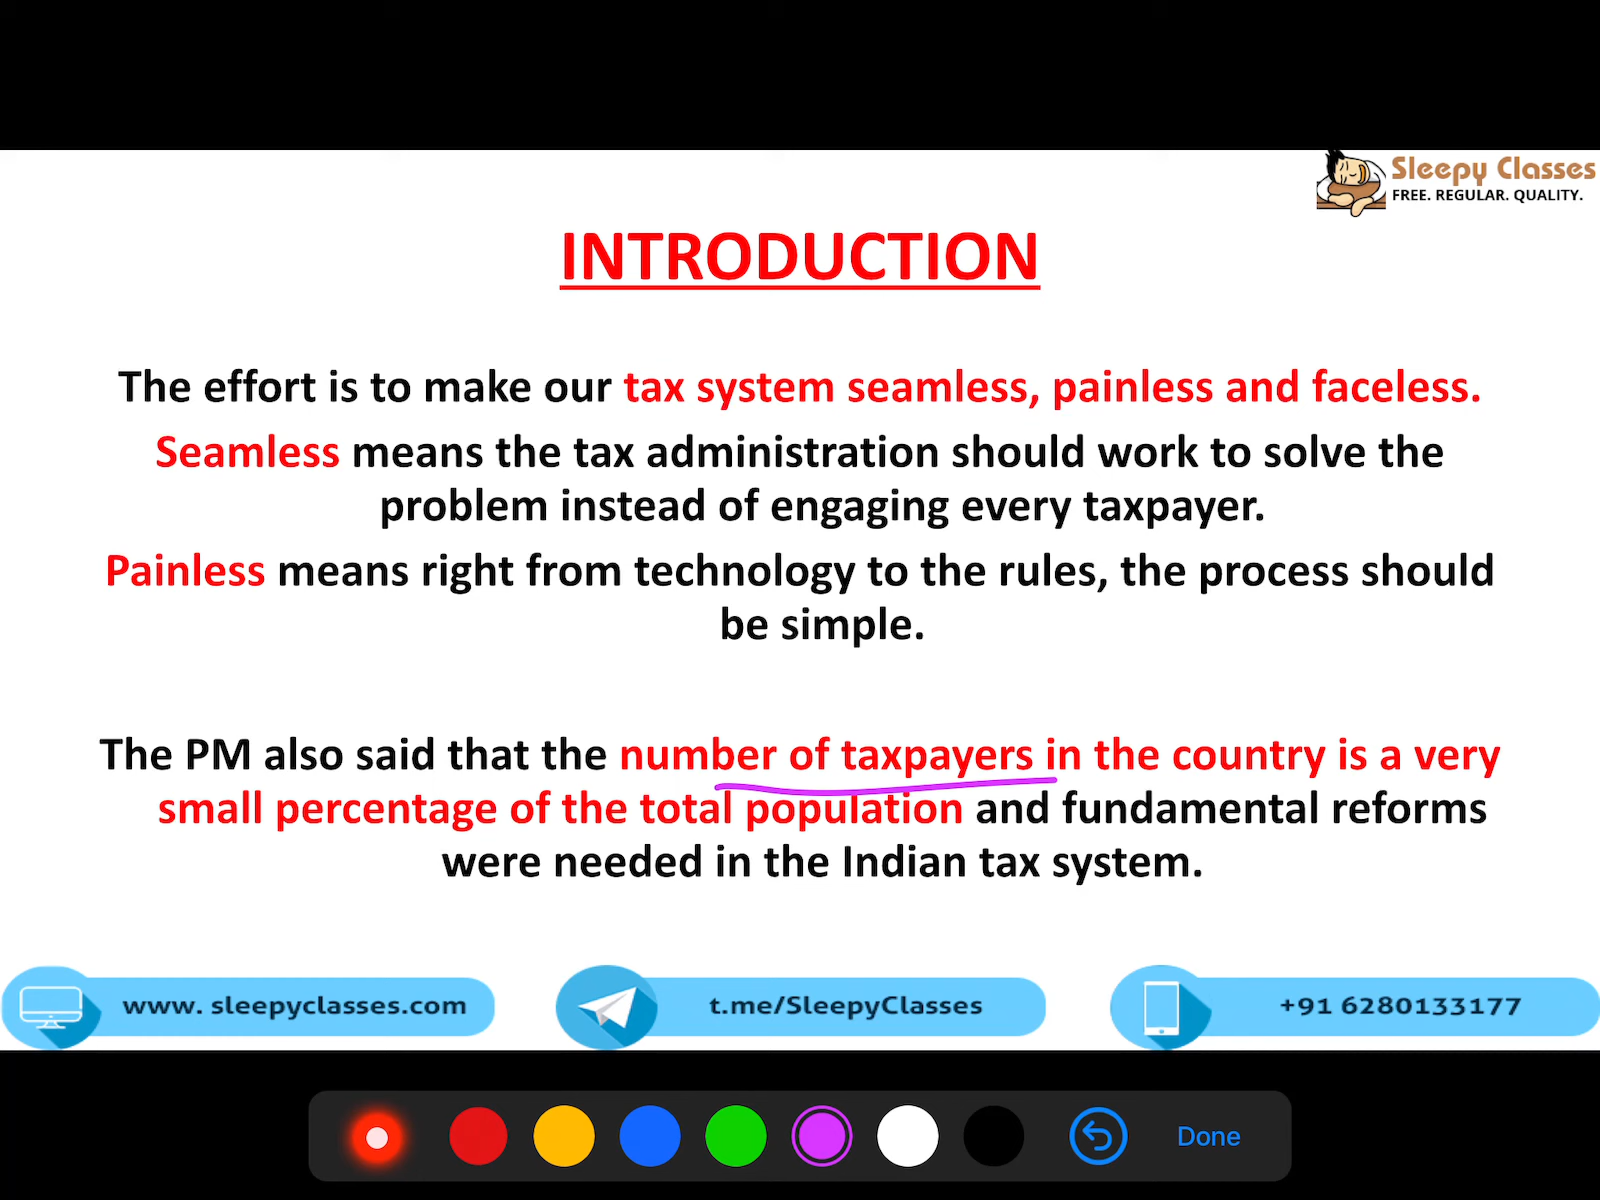 Sleepy Classes
FREE. REGULAR. QUALITY.
INTRODUCTION
The effort is to make our tax system seamless, painless and faceless.
Seamless means the tax administration should work to solve the
problem instead of engaging every taxpayer.
Painless means right from technology to the rules, the process should
be simple.
The PM also said that the number of taxpayers in the country is a very
small percentage of the total population and fundamental reforms
were needed in the Indian tax system.
www. sleepyclasses.com
t.me/SleepyClasses
+91 6280133177
Done